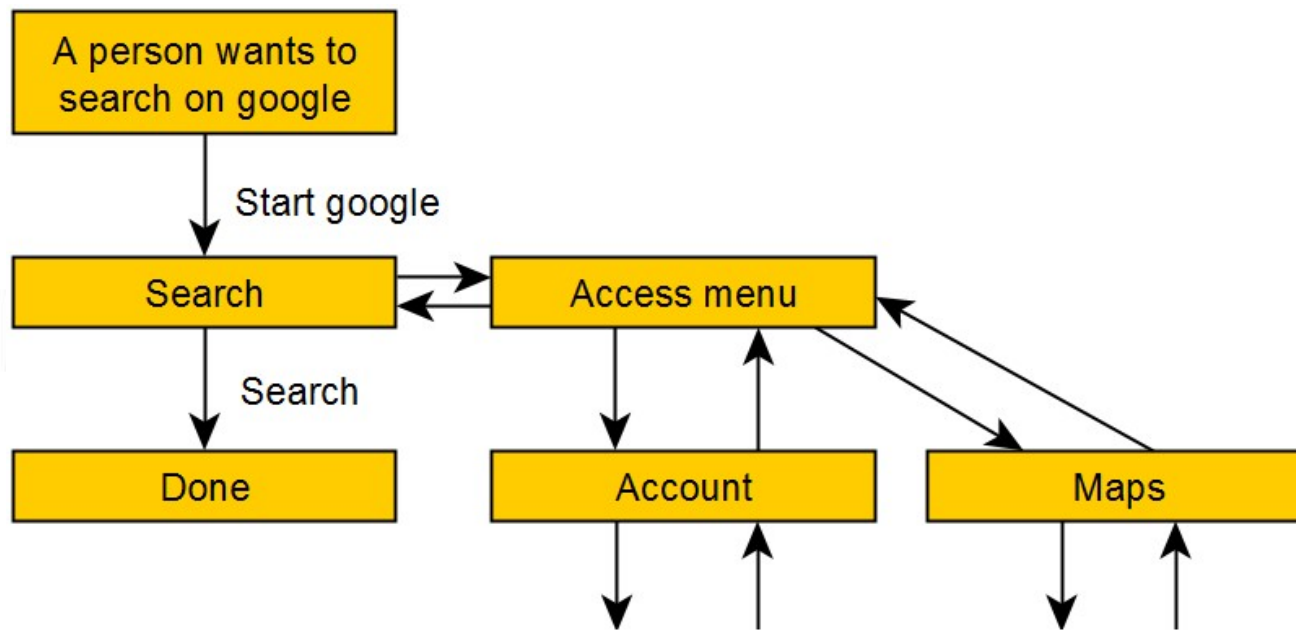 A person wants to
search on google
Start google
Search
Access menu
Search
Done
Account
Maps